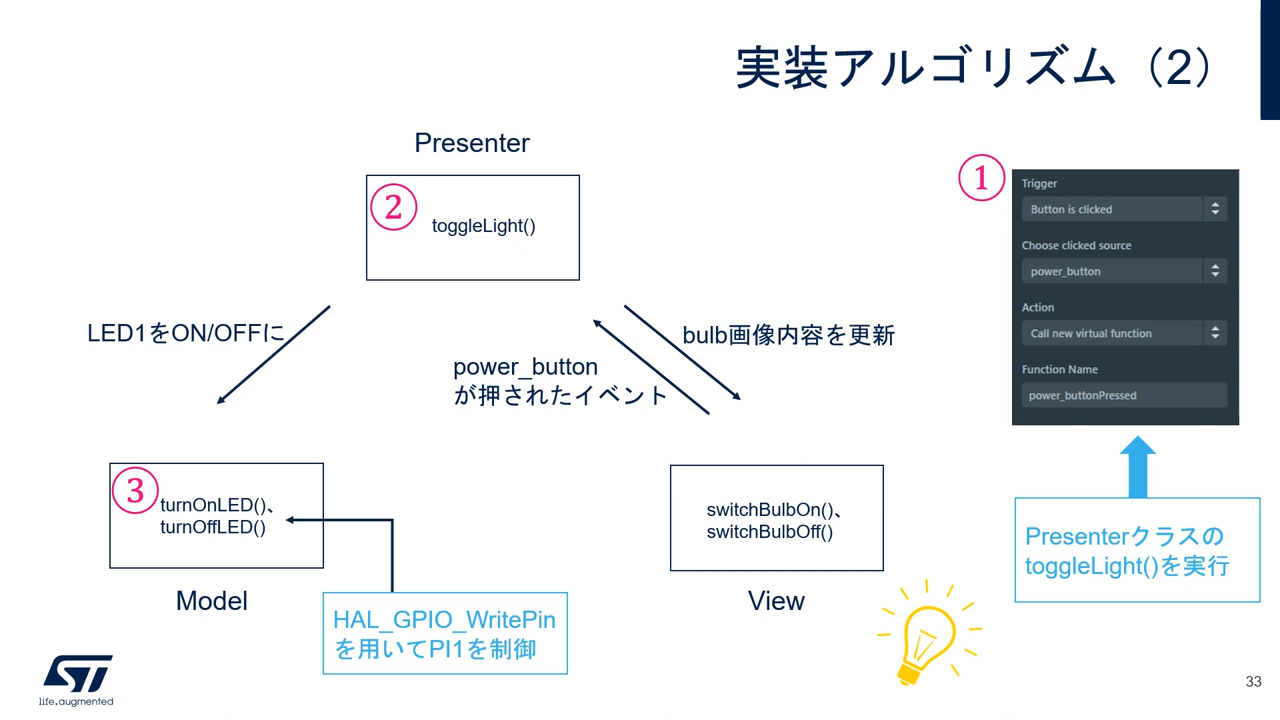 実装アルゴリズム（2）
Presenter
②
toggleLight()
①
Trigger
Button is clicked
Choose clicked source
power_button
Action
Call new virtual function
Function Name
power_buttonPressed
LED1をON/OFFに
power_button
が押されたイベント
bulb画像内容を更新
③
turnOnLED()、
turnOffLED()
Model
switchBulbOn()、
switchBulbOff()
View
Presenterクラスの
toggleLight()を実行
HAL_GPIO_WritePin
を用いてPI1を制御
ST
life.augmented
33